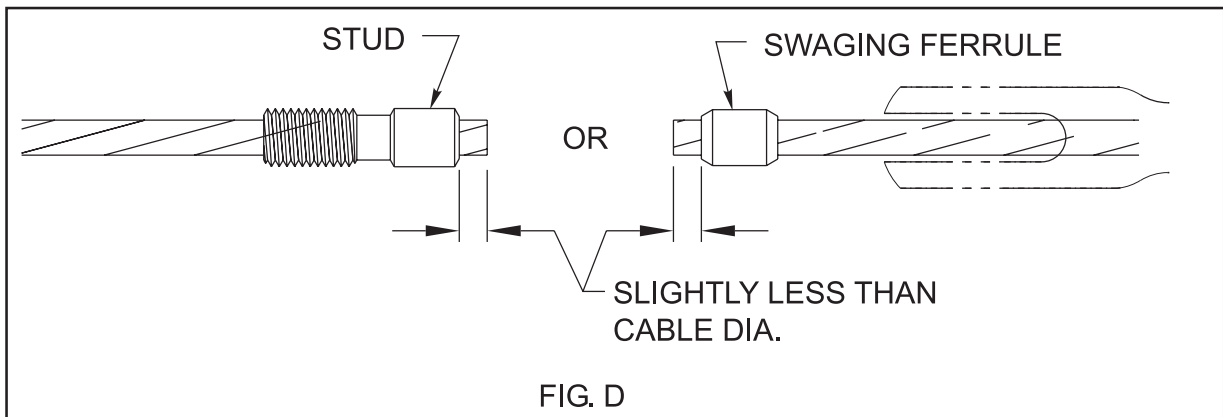 STUD
SWAGING FERRULE
OR
SLIGHTLY LESS THAN
CABLE DIA.
FIG. D